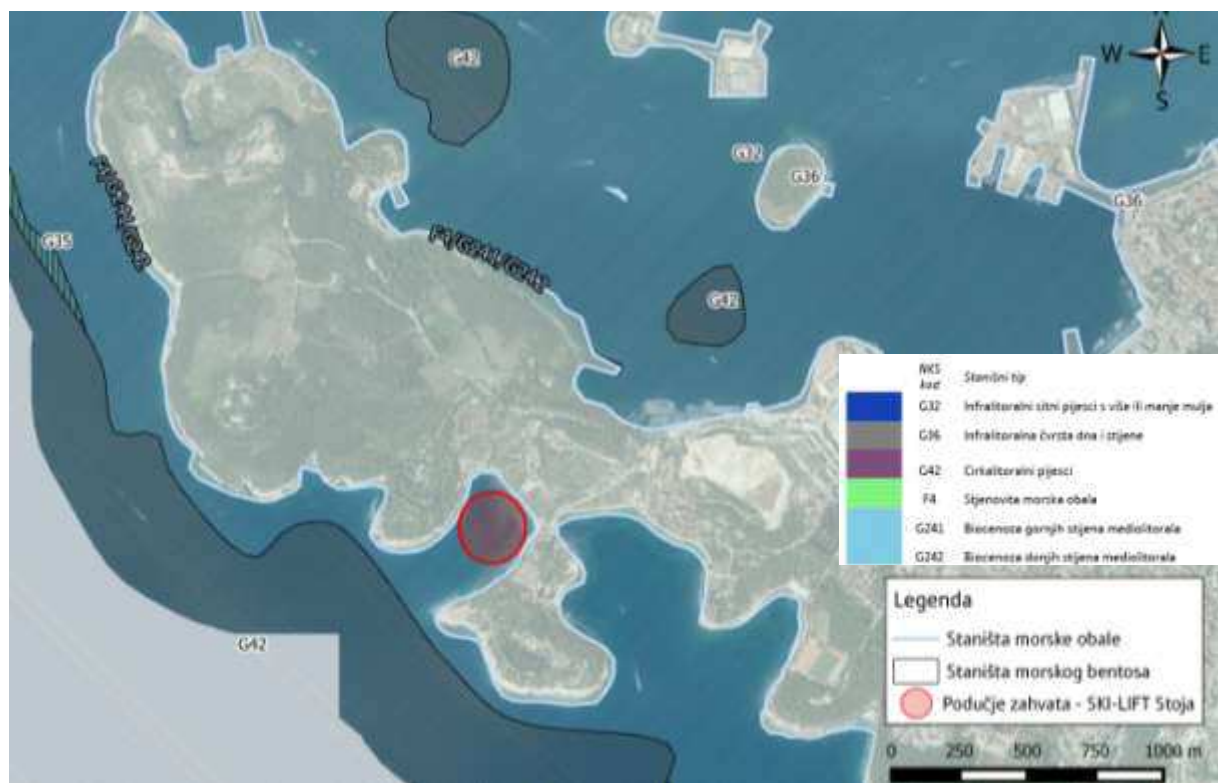 W E
S
G42
G32
G36
G36
G35
F4/G241/G242
F4/G241/G242
G42
G42
NKS
kod
Stanišni tip
G32 Infralitoralni sitni pijesci s više ili manje mulja
G36 Infralitoralna čvrsta dna i stijene
G42 Cirkalitoralni pijesci
F4 Stjenovita morska obala
G241 Biocenoza gornjih stijena mediolitorala
G242 Biocenoza donjih stijena mediolitorala
Legenda
Staništa morske obale
Staništa morskog bentosa
Područje zahvata - SKI-LIFT Stoja
0 250 500 750 1000 m